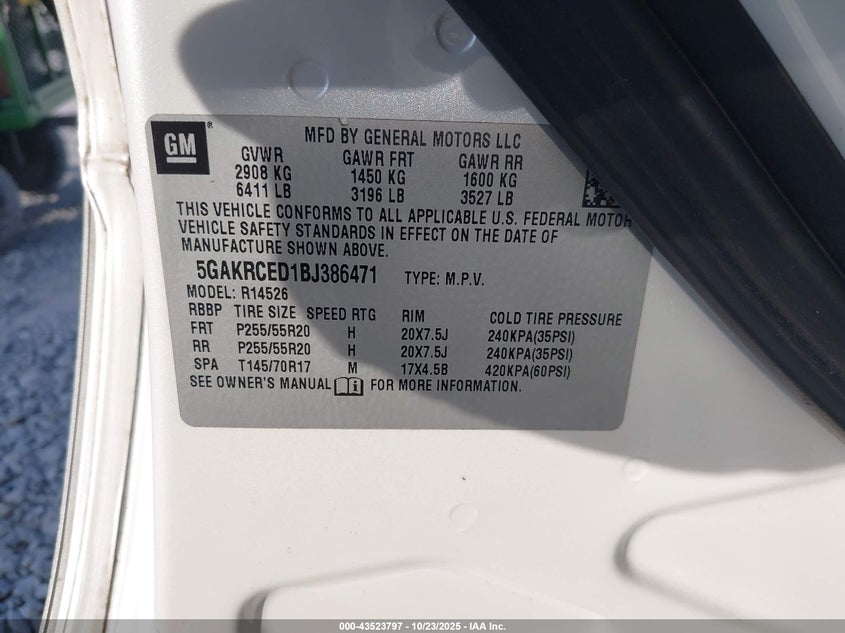 GM®
MFD BY GENERAL MOTORS LLC
GVWR GAWR FRT GAWR RR
2908 KG 1450 KG 1600 KG
6411 LB 3196 LB 3527 LB
THIS VEHICLE CONFORMS TO ALL APPLICABLE U.S. FEDERAL MOTOR
VEHICLE SAFETY STANDARDS IN EFFECT ON THE DATE OF
MANUFACTURE SHOWN ABOVE.
5GAKRCED1BJ386471 TYPE: M.P.V.
MODEL: R14526
RBBP TIRE SIZE SPEED RTG RIM COLD TIRE PRESSURE
FRT P255/55R20 H 20X7.5J 240KPA(35PSI)
RR P255/55R20 H 20X7.5J 240KPA(35PSI)
SPA T145/70R17 M 17X4.5B 420KPA(60PSI)
SEE OWNER'S MANUAL FOR MORE INFORMATION.
000-43523797 - 10/23/2025 - IAA Inc.